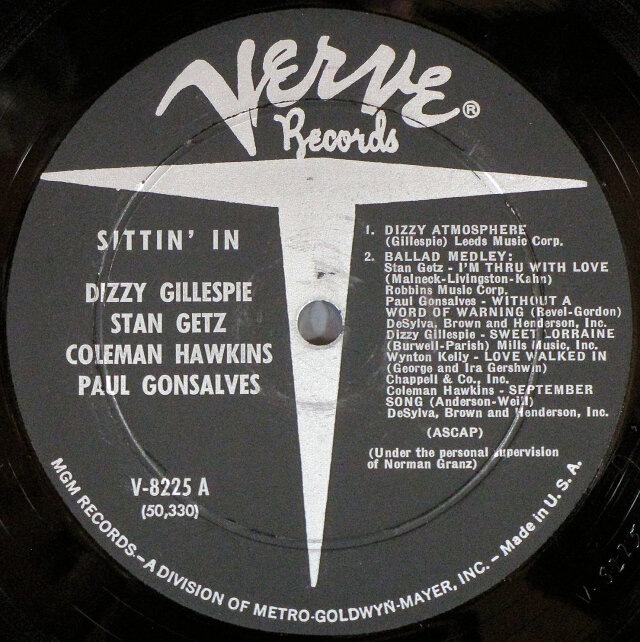 Verve ®
Records
SITTIN' IN
DIZZY GILLESPIE
STAN GETZ
COLEMAN HAWKINS
PAUL GONSALVES
V-8225 A
(50,330)
1. DIZZY ATMOSPHERE
(Gillespie) Leeds Music Corp.
2. BALLAD MEDLEY:
Stan Getz - I'M THRU WITH LOVE
(Malneck-Livingston-Kahn)
Robbins Music Corp.
Paul Gonsalves - WITHOUT A
WORD OF WARNING (Revel-Gordon)
DeSylva, Brown and Henderson, Inc.
Dizzy Gillespie - SWEET LORRAINE
(Burwell-Parish) Mills Music, Inc.
Wynton Kelly - LOVE WALKED IN
(George and Ira Gershwin)
Chappell & Co., Inc.
Coleman Hawkins - SEPTEMBER
SONG (Anderson-Weill)
DeSylva, Brown and Henderson, Inc.
(ASCAP)
(Under the personal supervision
of Norman Granz)
MGM RECORDS - A DIVISION OF METRO-GOLDWYN-MAYER, INC. - Made in U.S.A.
V-8225